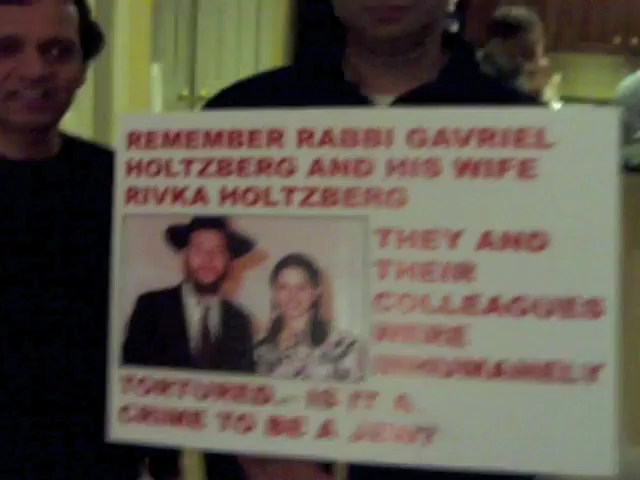 REMEMBER RABBI GAVRIEL
HOLTZBERG AND HIS WIFE
RIVKA HOLTZBERG
THEY AND
THEIR
COLLEAGUES
WERE
INHUMANELY
TORTURED.. IS IT A
CRIME TO BE A JEW?